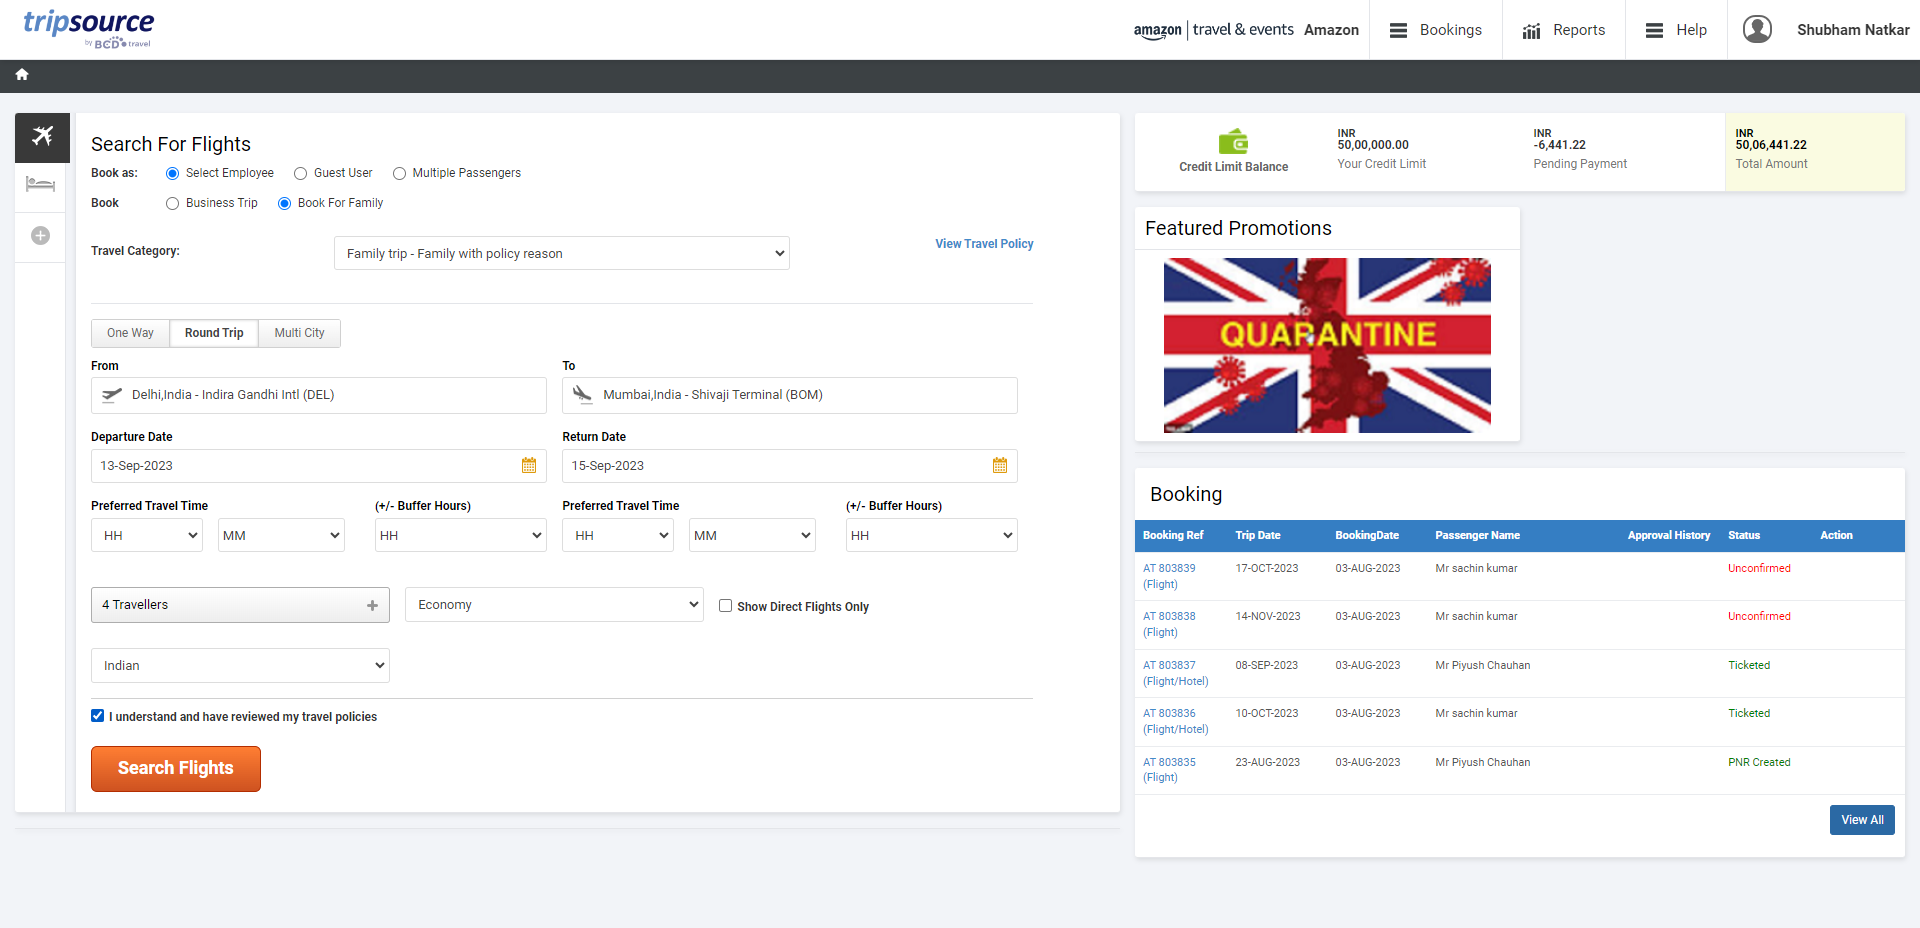 tripsource
by BCD travel
amazon travel & events Amazon
Bookings
Reports
Help
Shubham Natkar
Search For Flights
Book as: Select Employee Guest User Multiple Passengers
Book Business Trip Book For Family
Travel Category: Family trip - Family with policy reason View Travel Policy
One Way Round Trip Multi City
From To
Delhi,India - Indira Gandhi Intl (DEL) Mumbai,India - Shivaji Terminal (BOM)
Departure Date Return Date
13-Sep-2023 15-Sep-2023
Preferred Travel Time (+/- Buffer Hours) Preferred Travel Time (+/- Buffer Hours)
HH MM HH HH MM HH
4 Travellers Economy Show Direct Flights Only
Indian
I understand and have reviewed my travel policies
Search Flights
Credit Limit Balance
INR
50,00,000.00
Your Credit Limit
INR
-6,441.22
Pending Payment
INR
50,06,441.22
Total Amount
Featured Promotions
QUARANTINE
Booking
Booking Ref Trip Date BookingDate Passenger Name Approval History Status Action
AT 803839 17-OCT-2023 03-AUG-2023 Mr sachin kumar Unconfirmed
(Flight)
AT 803838 14-NOV-2023 03-AUG-2023 Mr sachin kumar Unconfirmed
(Flight)
AT 803837 08-SEP-2023 03-AUG-2023 Mr Piyush Chauhan Ticketed
(Flight/Hotel)
AT 803836 10-OCT-2023 03-AUG-2023 Mr sachin kumar Ticketed
(Flight/Hotel)
AT 803835 23-AUG-2023 03-AUG-2023 Mr Piyush Chauhan PNR Created
(Flight)
View All